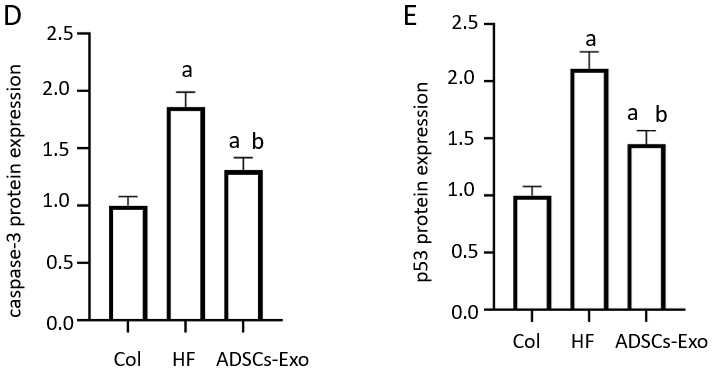 D
caspase-3 protein expression
2.5
2.0
1.5
1.0
0.5
0.0
a
a b
Col HF ADSCs-Exo
E
p53 protein expression
2.5
2.0
1.5
1.0
0.5
0.0
a
a b
Col HF ADSCs-Exo